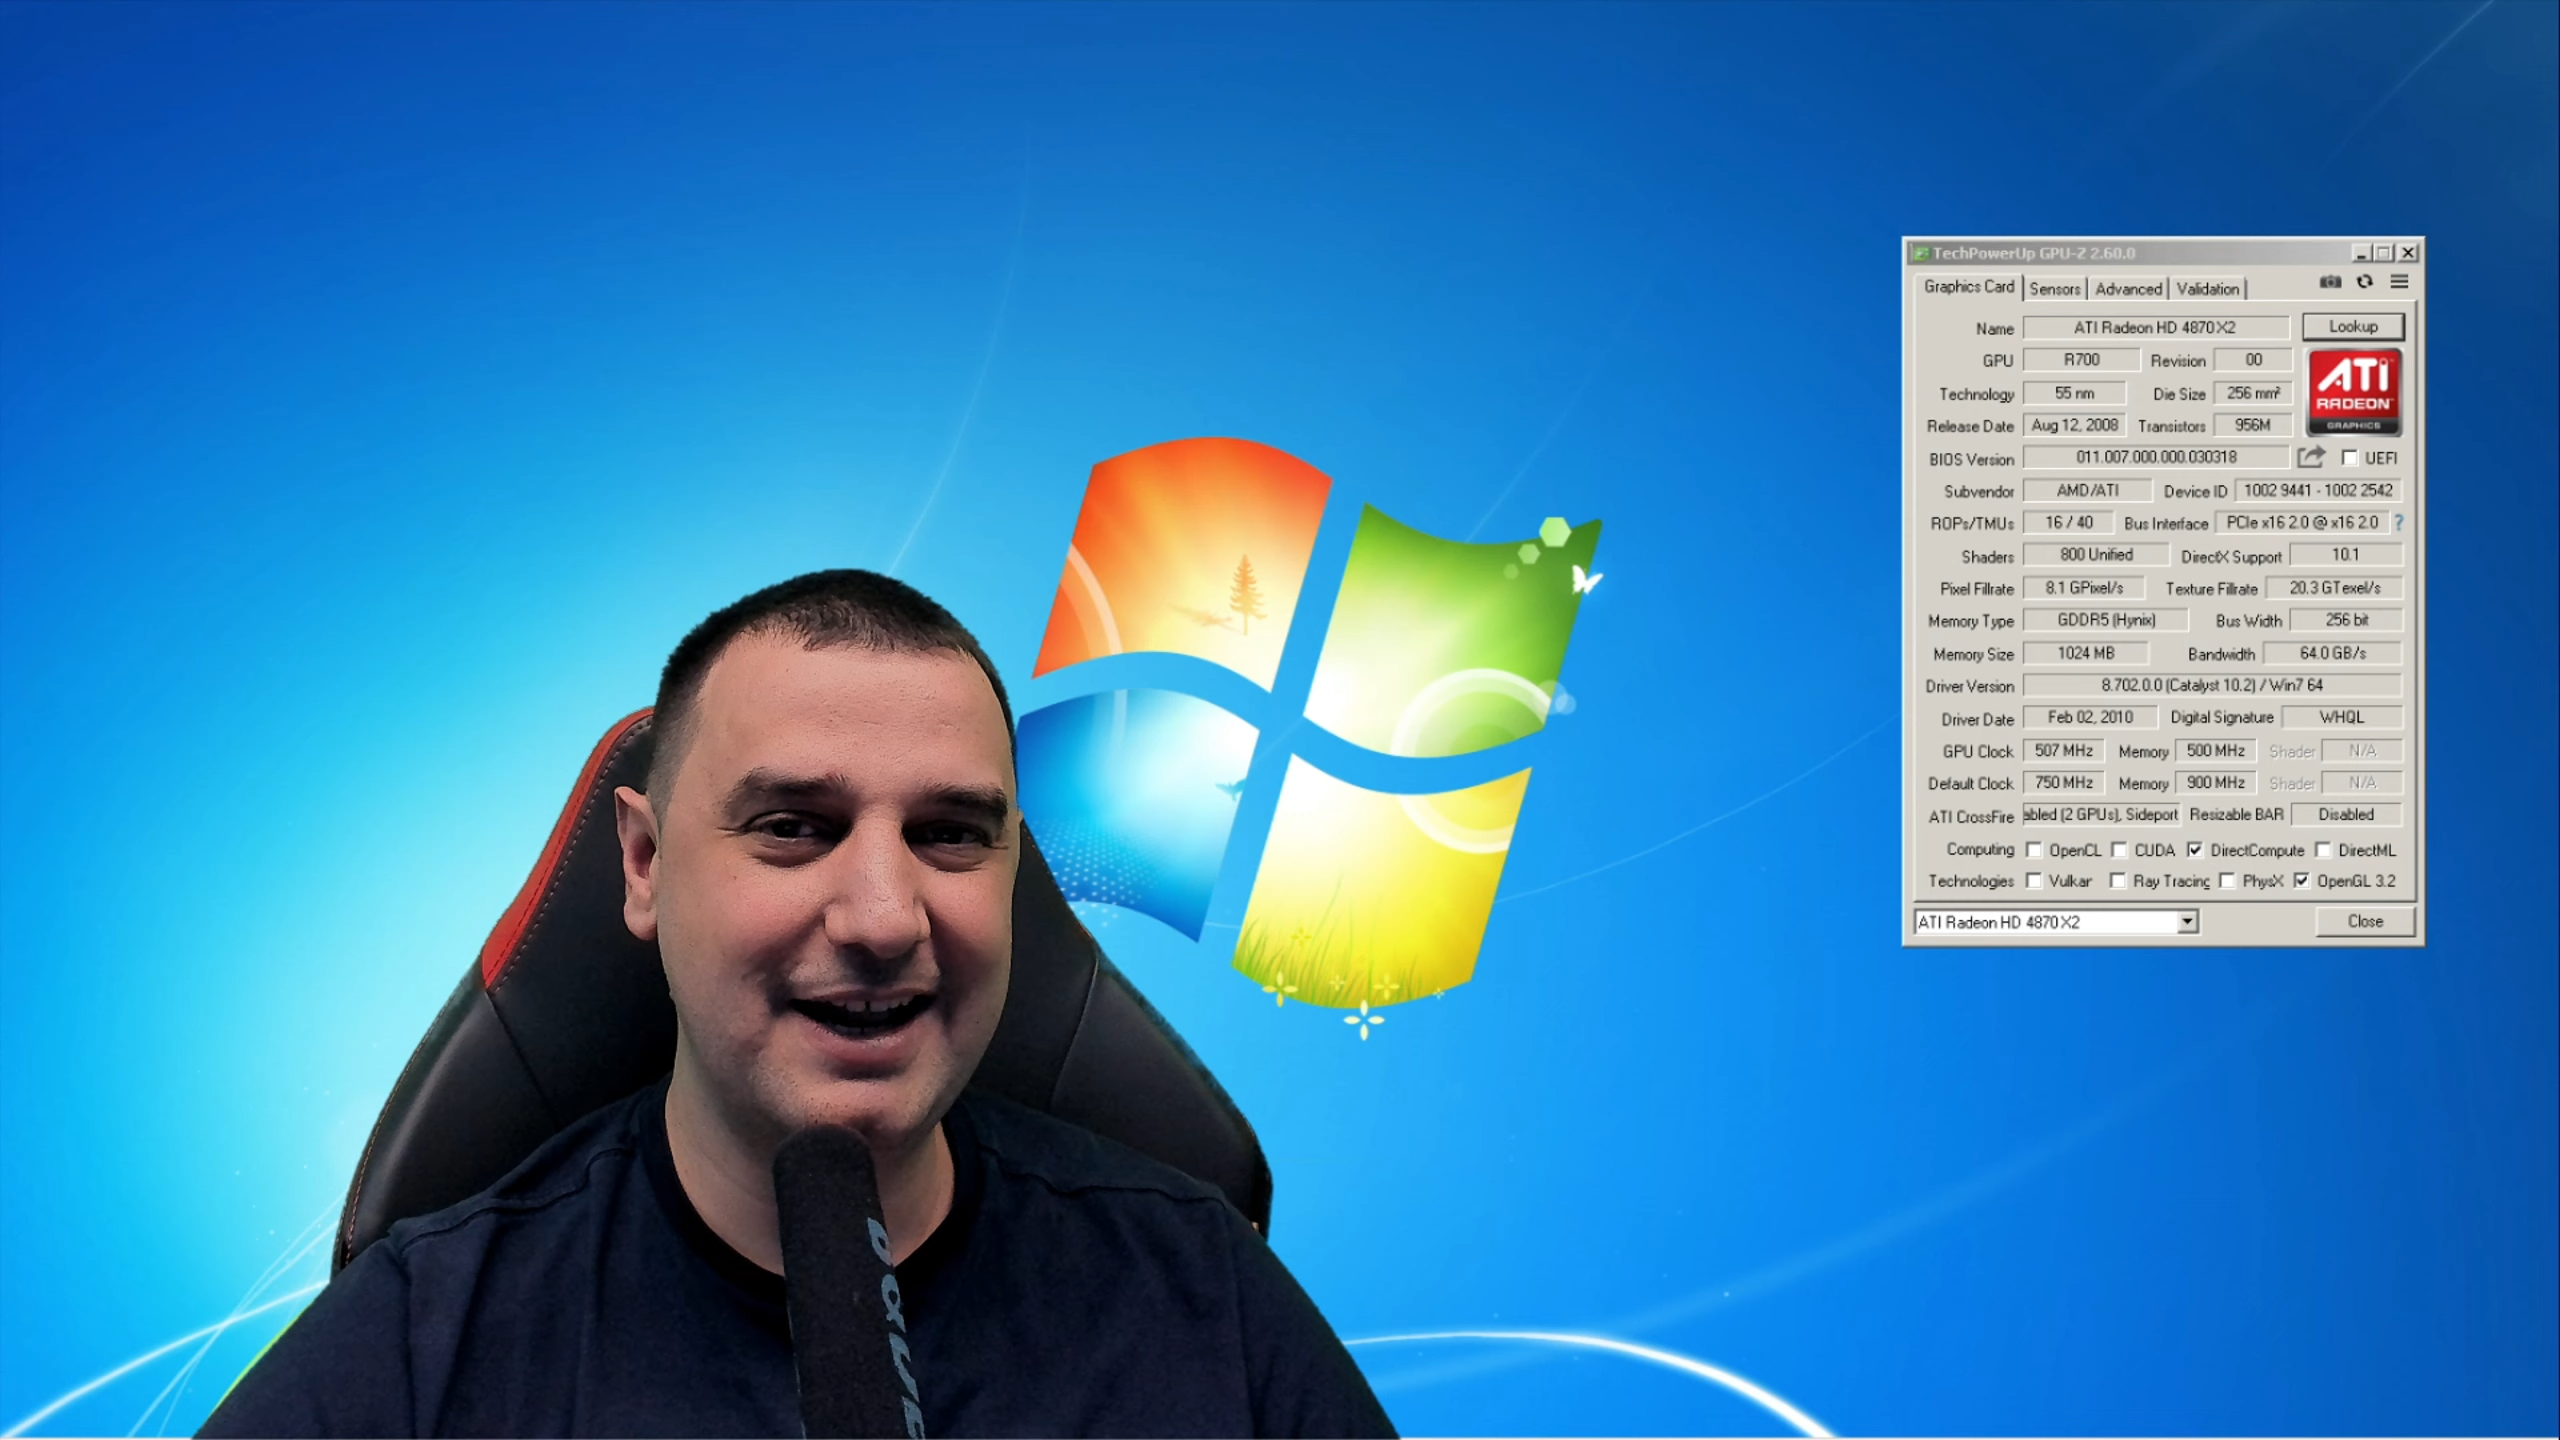 TechPowerUp GPU-Z 2.60.0
Graphics Card Sensors Advanced Validation
Name ATI Radeon HD 4870 X2 Lookup
GPU R700 Revision 00
ATI RADEON GRAPHICS
Technology 55 nm Die Size 256 mm²
Release Date Aug 12, 2008 Transistors 956M
BIOS Version 011.007.000.000.030318 UEFI
Subvendor AMD/ATI Device ID 1002 9441 - 1002 2542
ROPs/TMUs 16 / 40 Bus Interface PCIe x16 2.0 @ x16 2.0 ?
Shaders 800 Unified DirectX Support 10.1
Pixel Fillrate 8.1 GPixel/s Texture Fillrate 20.3 GTexel/s
Memory Type GDDR5 (Hynix) Bus Width 256 bit
Memory Size 1024 MB Bandwidth 64.0 GB/s
Driver Version 8.702.0.0 (Catalyst 10.2) / Win7 64
Driver Date Feb 02, 2010 Digital Signature WHQL
GPU Clock 507 MHz Memory 500 MHz Shader N/A
Default Clock 750 MHz Memory 900 MHz Shader N/A
ATI CrossFire abled (2 GPUs), Sideport Resizable BAR Disabled
Computing OpenCL CUDA DirectCompute DirectML
Technologies Vulkan Ray Tracing PhysX OpenGL 3.2
ATI Radeon HD 4870 X2 Close